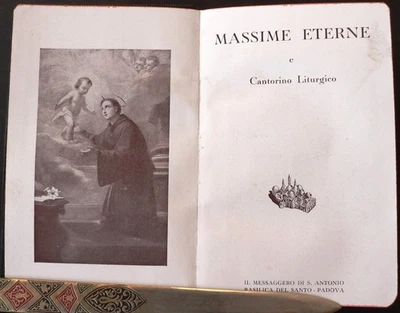 MASSIME ETERNE
e
Cantorino Liturgico
IL MESSAGGERO DI S. ANTONIO
BASILICA DEL SANTO - PADOVA